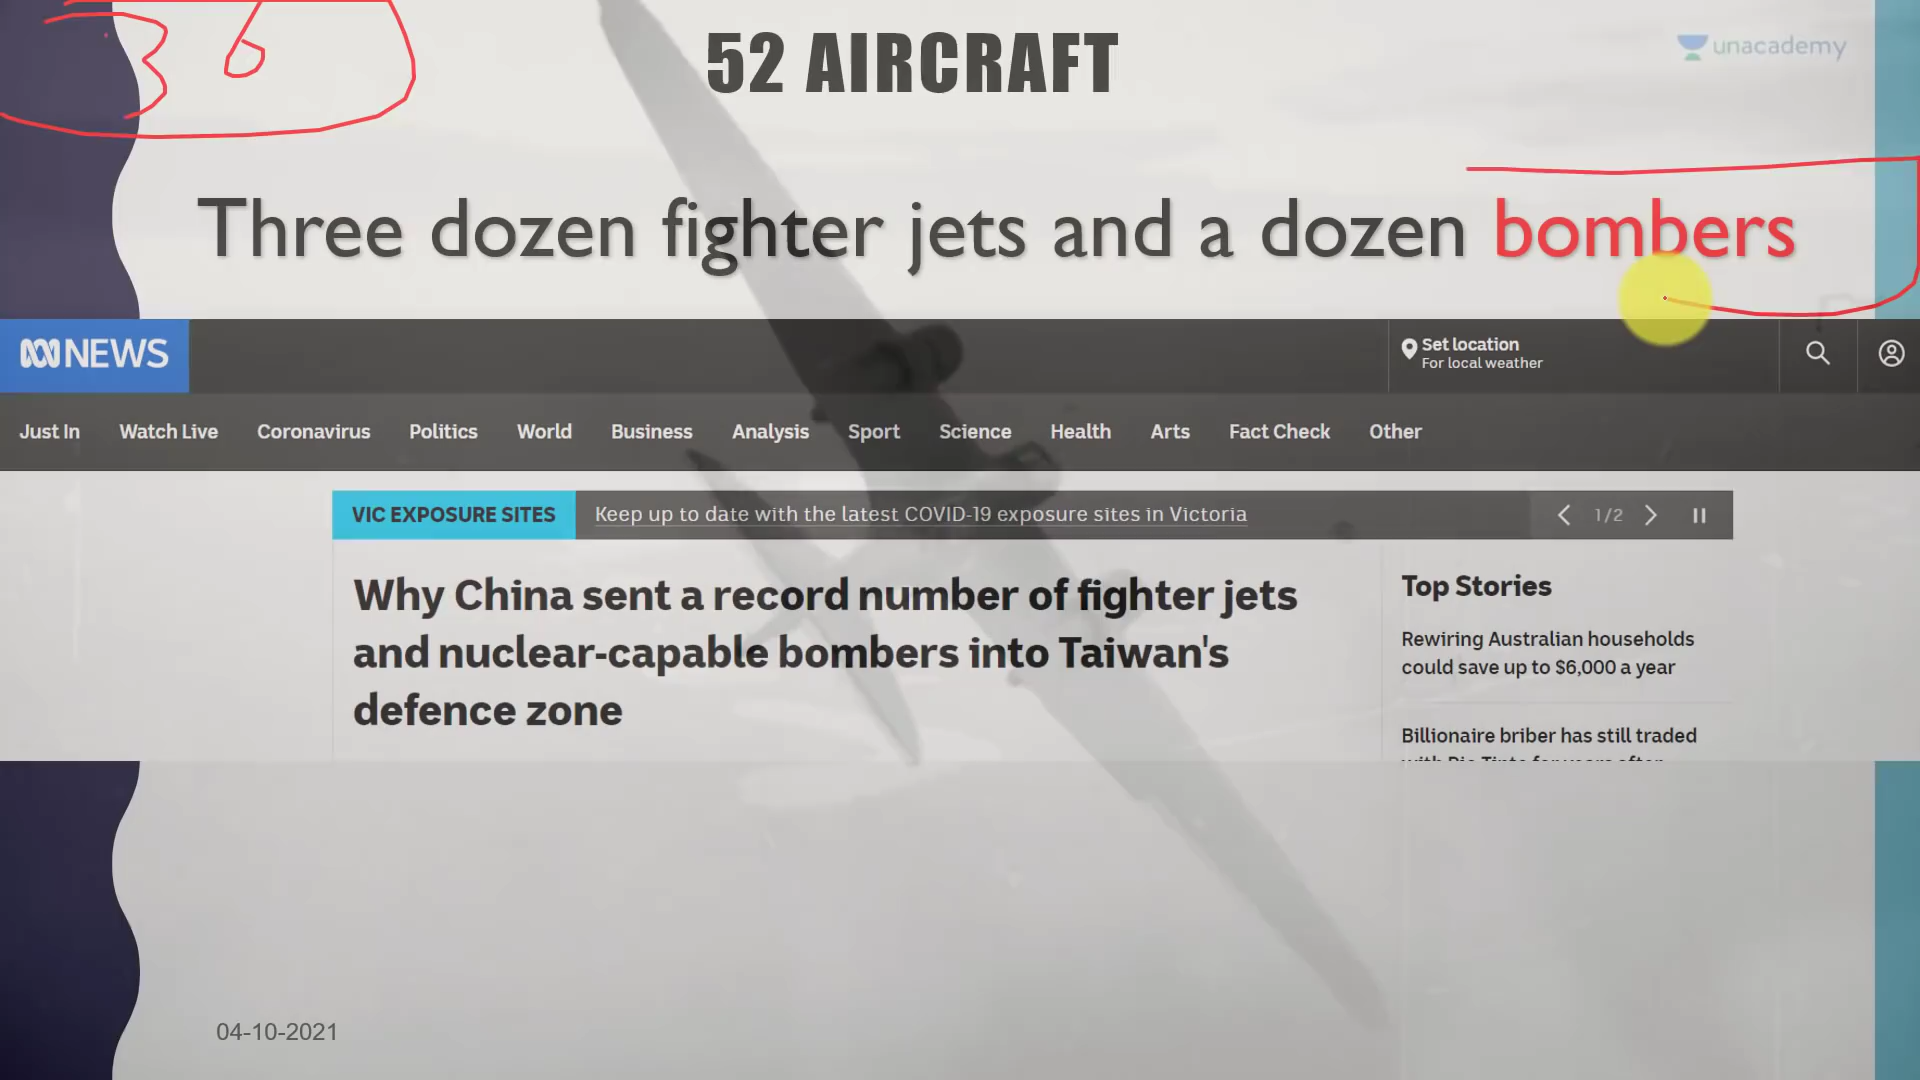 36
52 AIRCRAFT
unacademy
Three dozen fighter jets and a dozen bombers
NEWS
Set location
For local weather
Just In Watch Live Coronavirus Politics World Business Analysis Sport Science Health Arts Fact Check Other
VIC EXPOSURE SITES Keep up to date with the latest COVID-19 exposure sites in Victoria 1/2
Why China sent a record number of fighter jets
and nuclear-capable bombers into Taiwan's
defence zone
Top Stories
Rewiring Australian households
could save up to $6,000 a year
Billionaire briber has still traded
04-10-2021